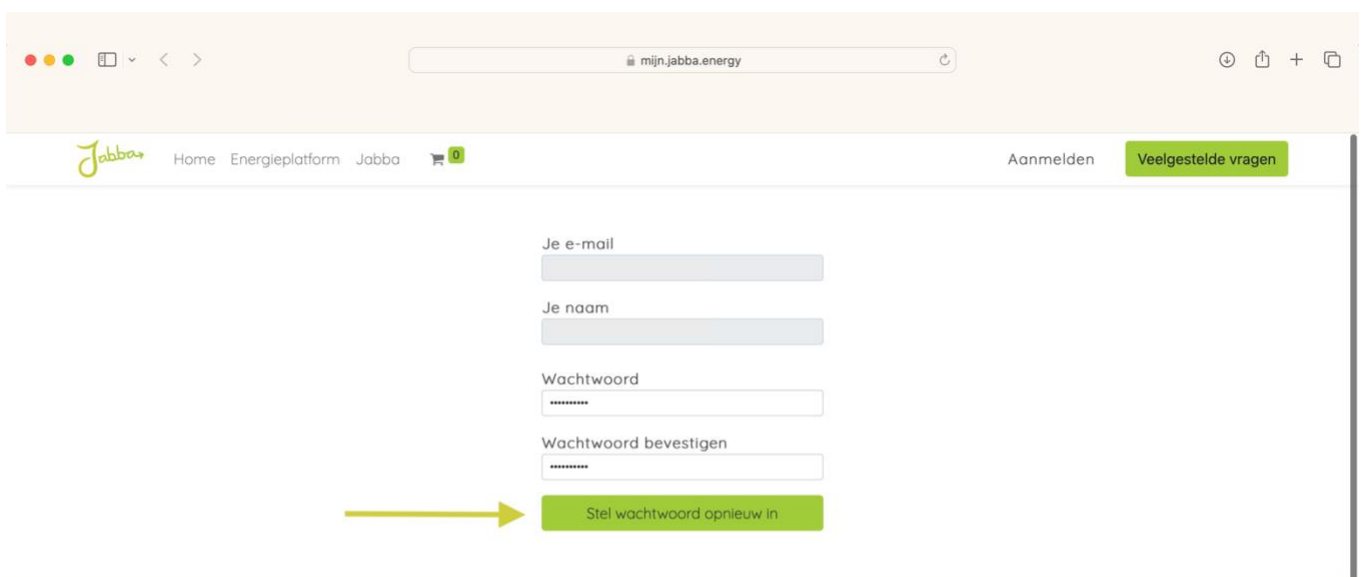 mijn.jabba.energy
Jabba Home Energieplatform Jabba 0 Aanmelden Veelgestelde vragen
Je e-mail
Je naam
Wachtwoord
••••••••••
Wachtwoord bevestigen
••••••••••
Stel wachtwoord opnieuw in